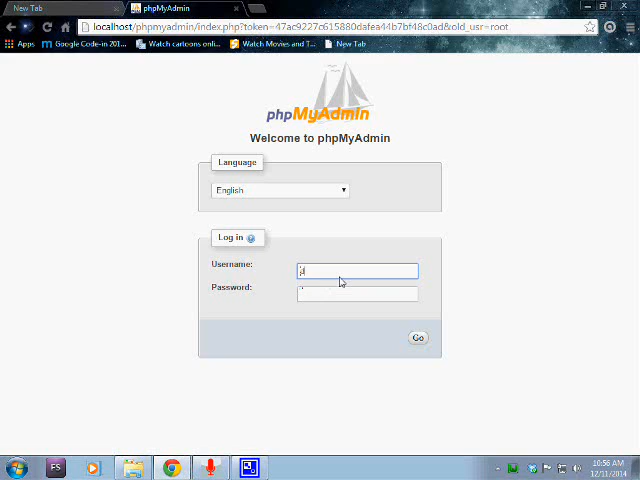 New Tab
phpMyAdmin
localhost/phpmyadmin/index.php?token=47ac9227c615880dafea44b7bf48c0ad&old_usr=root
Apps
Google Code-in 201...
Watch cartoons onli...
Watch Movies and T...
New Tab
phpMyAdmin
Welcome to phpMyAdmin
Language
English
Log in
Username:
Password:
Go
FS
10:56 AM
12/11/2014